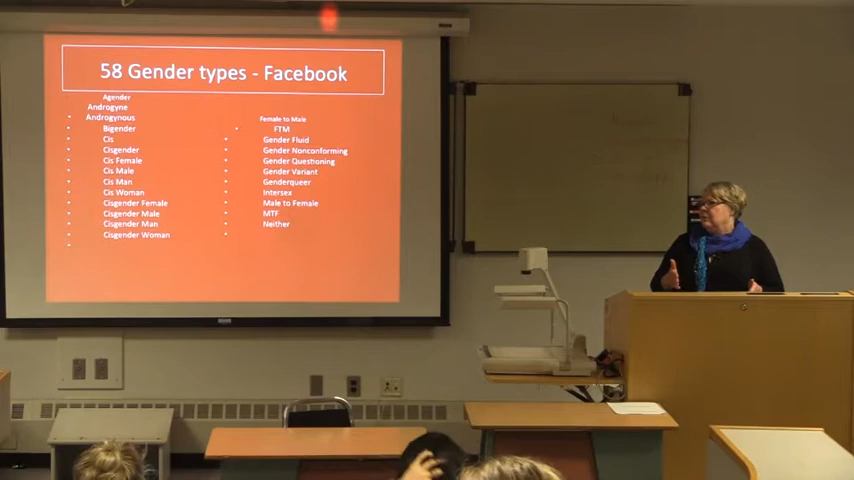 58 Gender types - Facebook
Agender
Androgyne
Androgynous
Bigender
Cis
Cisgender
Cis Female
Cis Male
Cis Man
Cis Woman
Cisgender Female
Cisgender Male
Cisgender Man
Cisgender Woman
Female to Male
FTM
Gender Fluid
Gender Nonconforming
Gender Questioning
Gender Variant
Genderqueer
Intersex
Male to Female
MTF
Neither